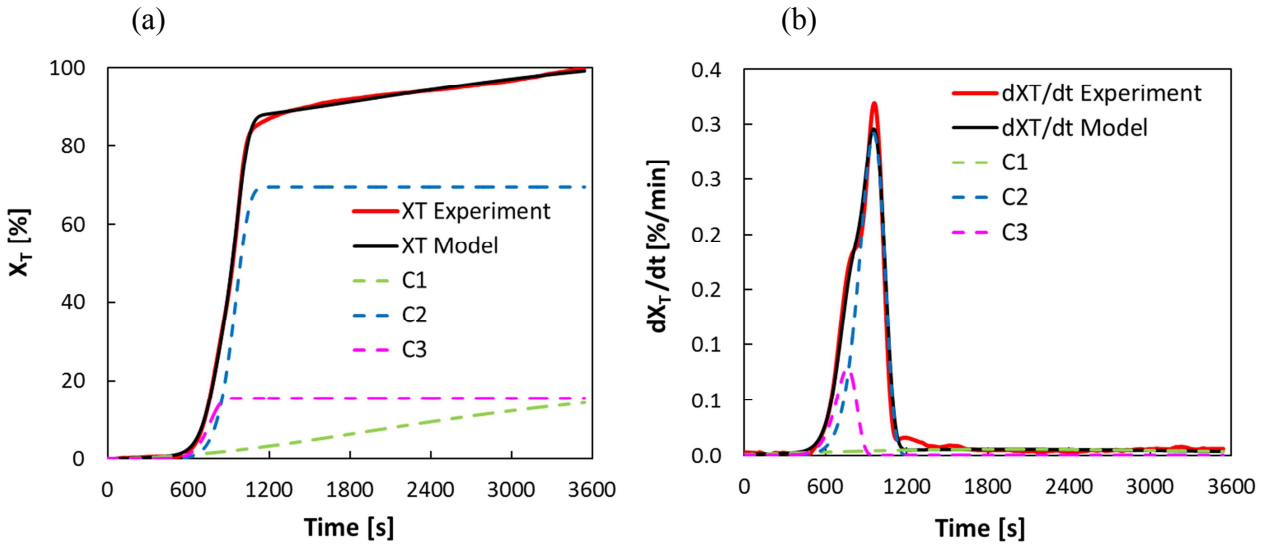 (a)
(b)
100
80
60
40
20
0
X_T [%]
XT Experiment
XT Model
C1
C2
C3
0 600 1200 1800 2400 3000 3600
Time [s]
0.4
0.3
0.3
0.2
0.2
0.1
0.1
0.0
dX_T/dt [%/min]
dXT/dt Experiment
dXT/dt Model
C1
C2
C3
0 600 1200 1800 2400 3000 3600
Time [s]